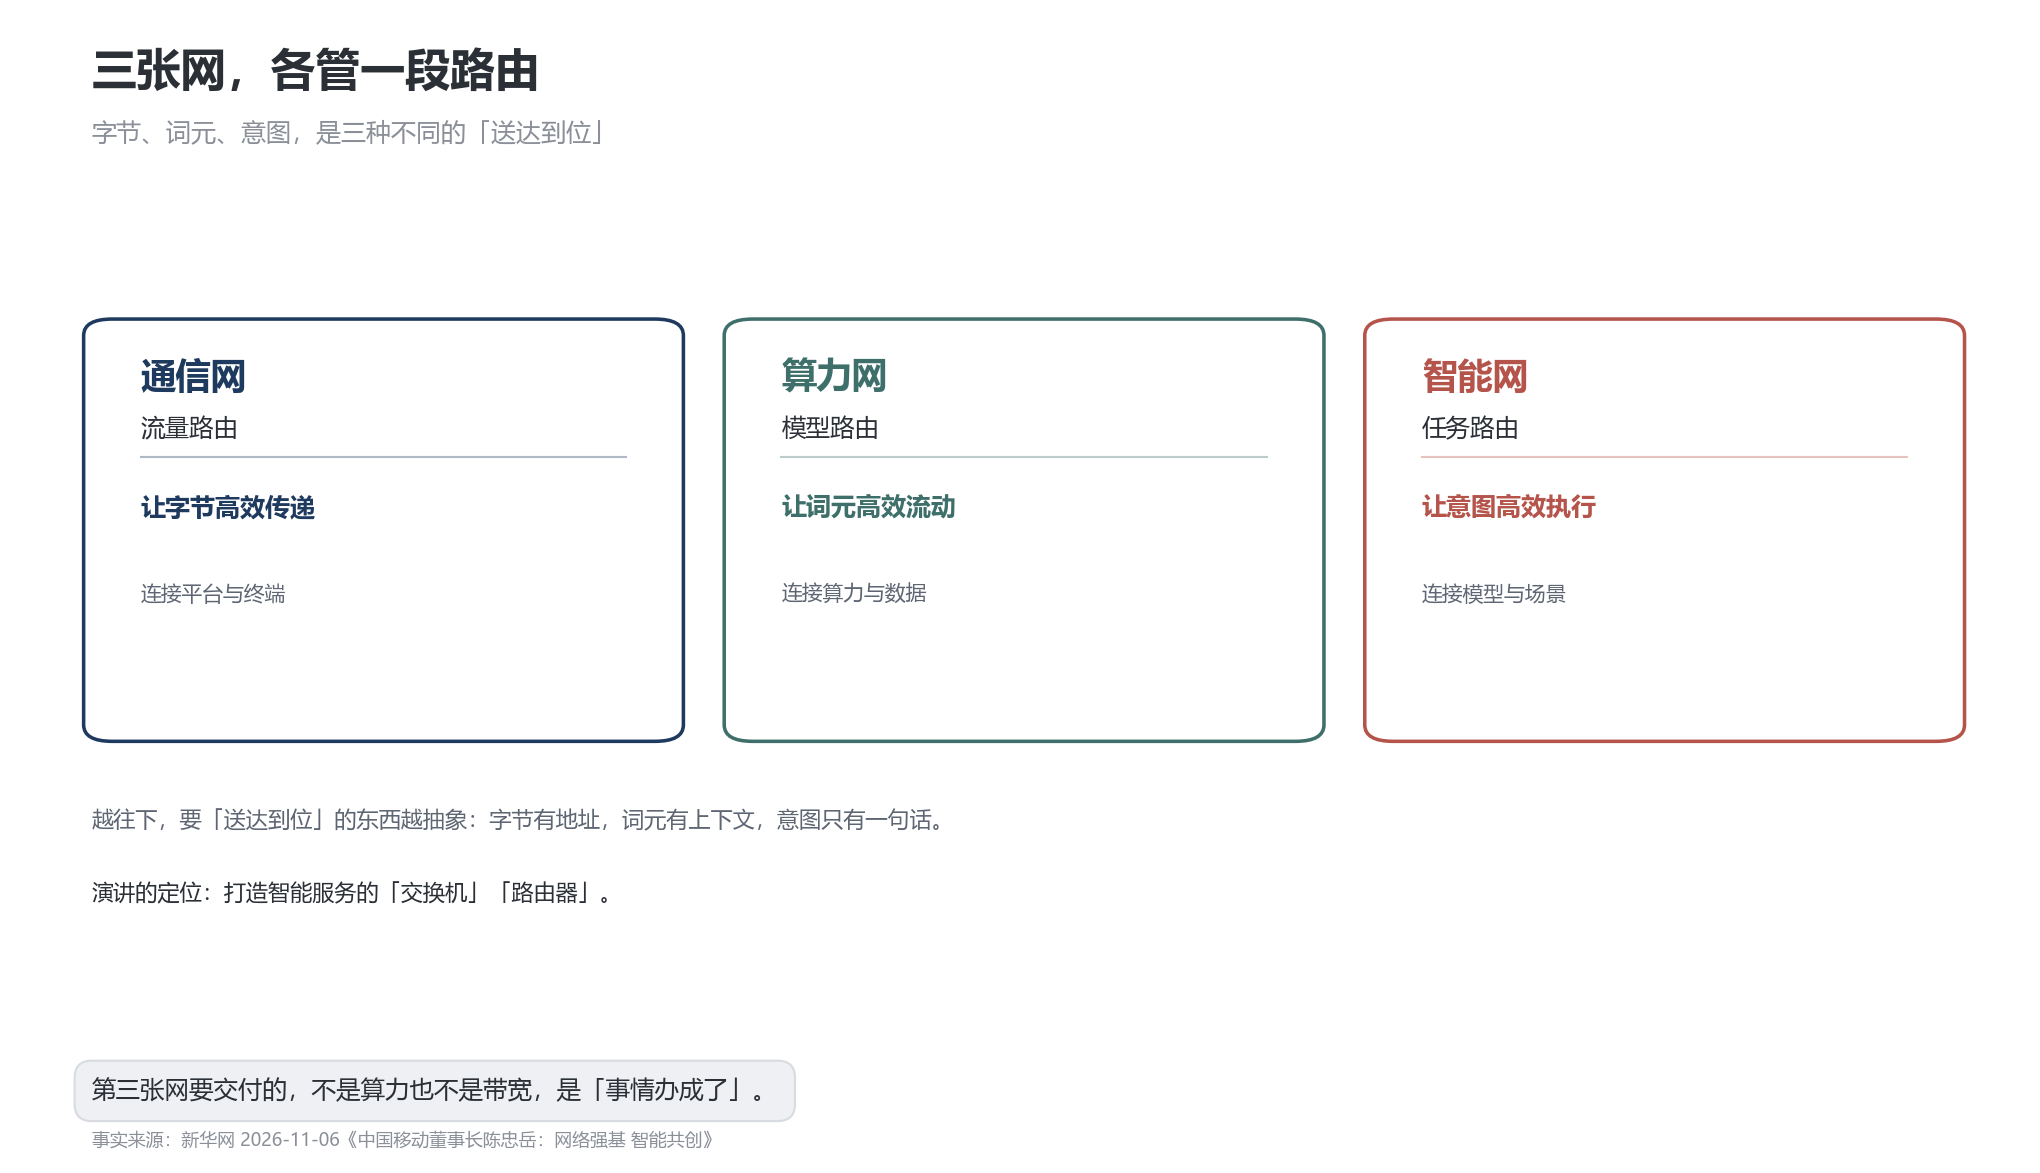 三张网，各管一段路由
字节、词元、意图，是三种不同的「送达到位」
通信网
流量路由
让字节高效传递
连接平台与终端
算力网
模型路由
让词元高效流动
连接算力与数据
智能网
任务路由
让意图高效执行
连接模型与场景
越往下，要「送达到位」的东西越抽象：字节有地址，词元有上下文，意图只有一句话。
演讲的定位：打造智能服务的「交换机」「路由器」。
第三张网要交付的，不是算力也不是带宽，是「事情办成了」。
事实来源：新华网 2026-11-06《中国移动董事长陈忠岳：网络强基 智能共创》